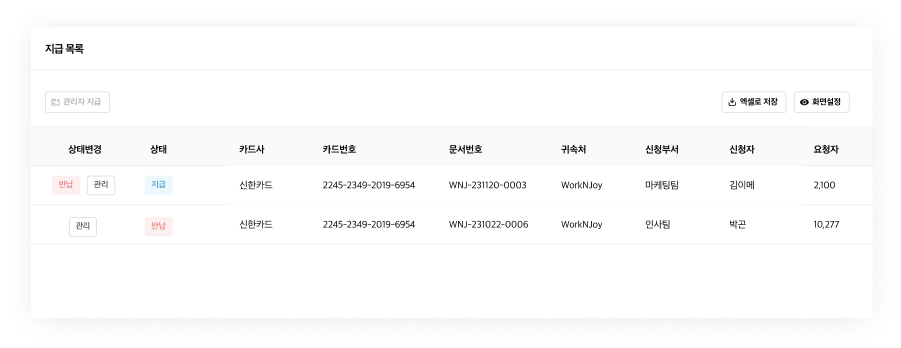 지급 목록
관리자 지급 엑셀로 저장 화면설정
상태변경 상태 카드사 카드번호 문서번호 귀속처 신청부서 신청자 요청자
반납 관리 지급 신한카드 2245-2349-2019-6954 WNJ-231120-0003 WorkNJoy 마케팅팀 김이메 2,100
관리 반납 신한카드 2245-2349-2019-6954 WNJ-231022-0006 WorkNJoy 인사팀 박곤 10,277